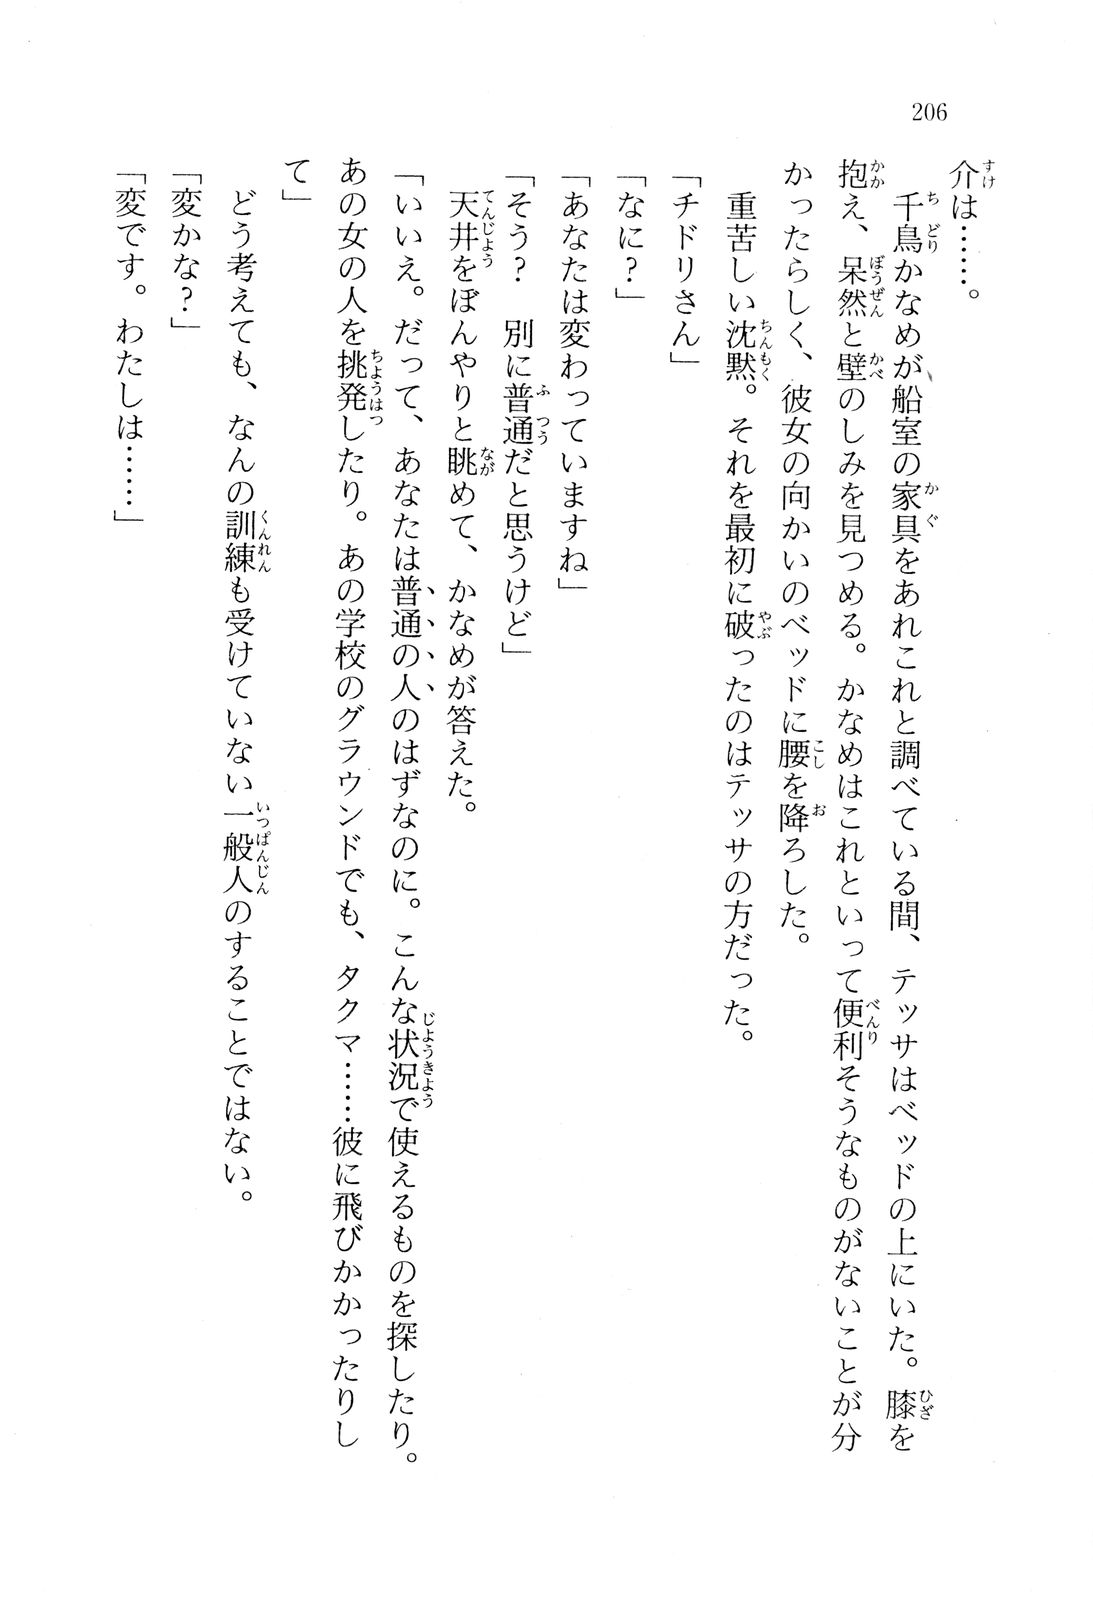 206
介は……。
　千鳥かなめが船室の家具をあれこれと調べている間、テッサはベッドの上にいた。膝を
抱え、呆然と壁のしみを見つめる。かなめはこれといって便利そうなものがないことが分
かったらしく、彼女の向かいのベッドに腰を降ろした。
　重苦しい沈黙。それを最初に破ったのはテッサの方だった。
「チドリさん」
「なに？」
「あなたは変わっていますね」
「そう？　別に普通だと思うけど」
　天井をぼんやりと眺めて、かなめが答えた。
「いいえ。だって、あなたは普通の人のはずなのに。こんな状況で使えるものを探したり。
あの女の人を挑発したり。あの学校のグラウンドでも、タクマ……彼に飛びかかったりし
て」
　どう考えても、なんの訓練も受けていない一般人のすることではない。
「変かな？」
「変です。わたしは……」